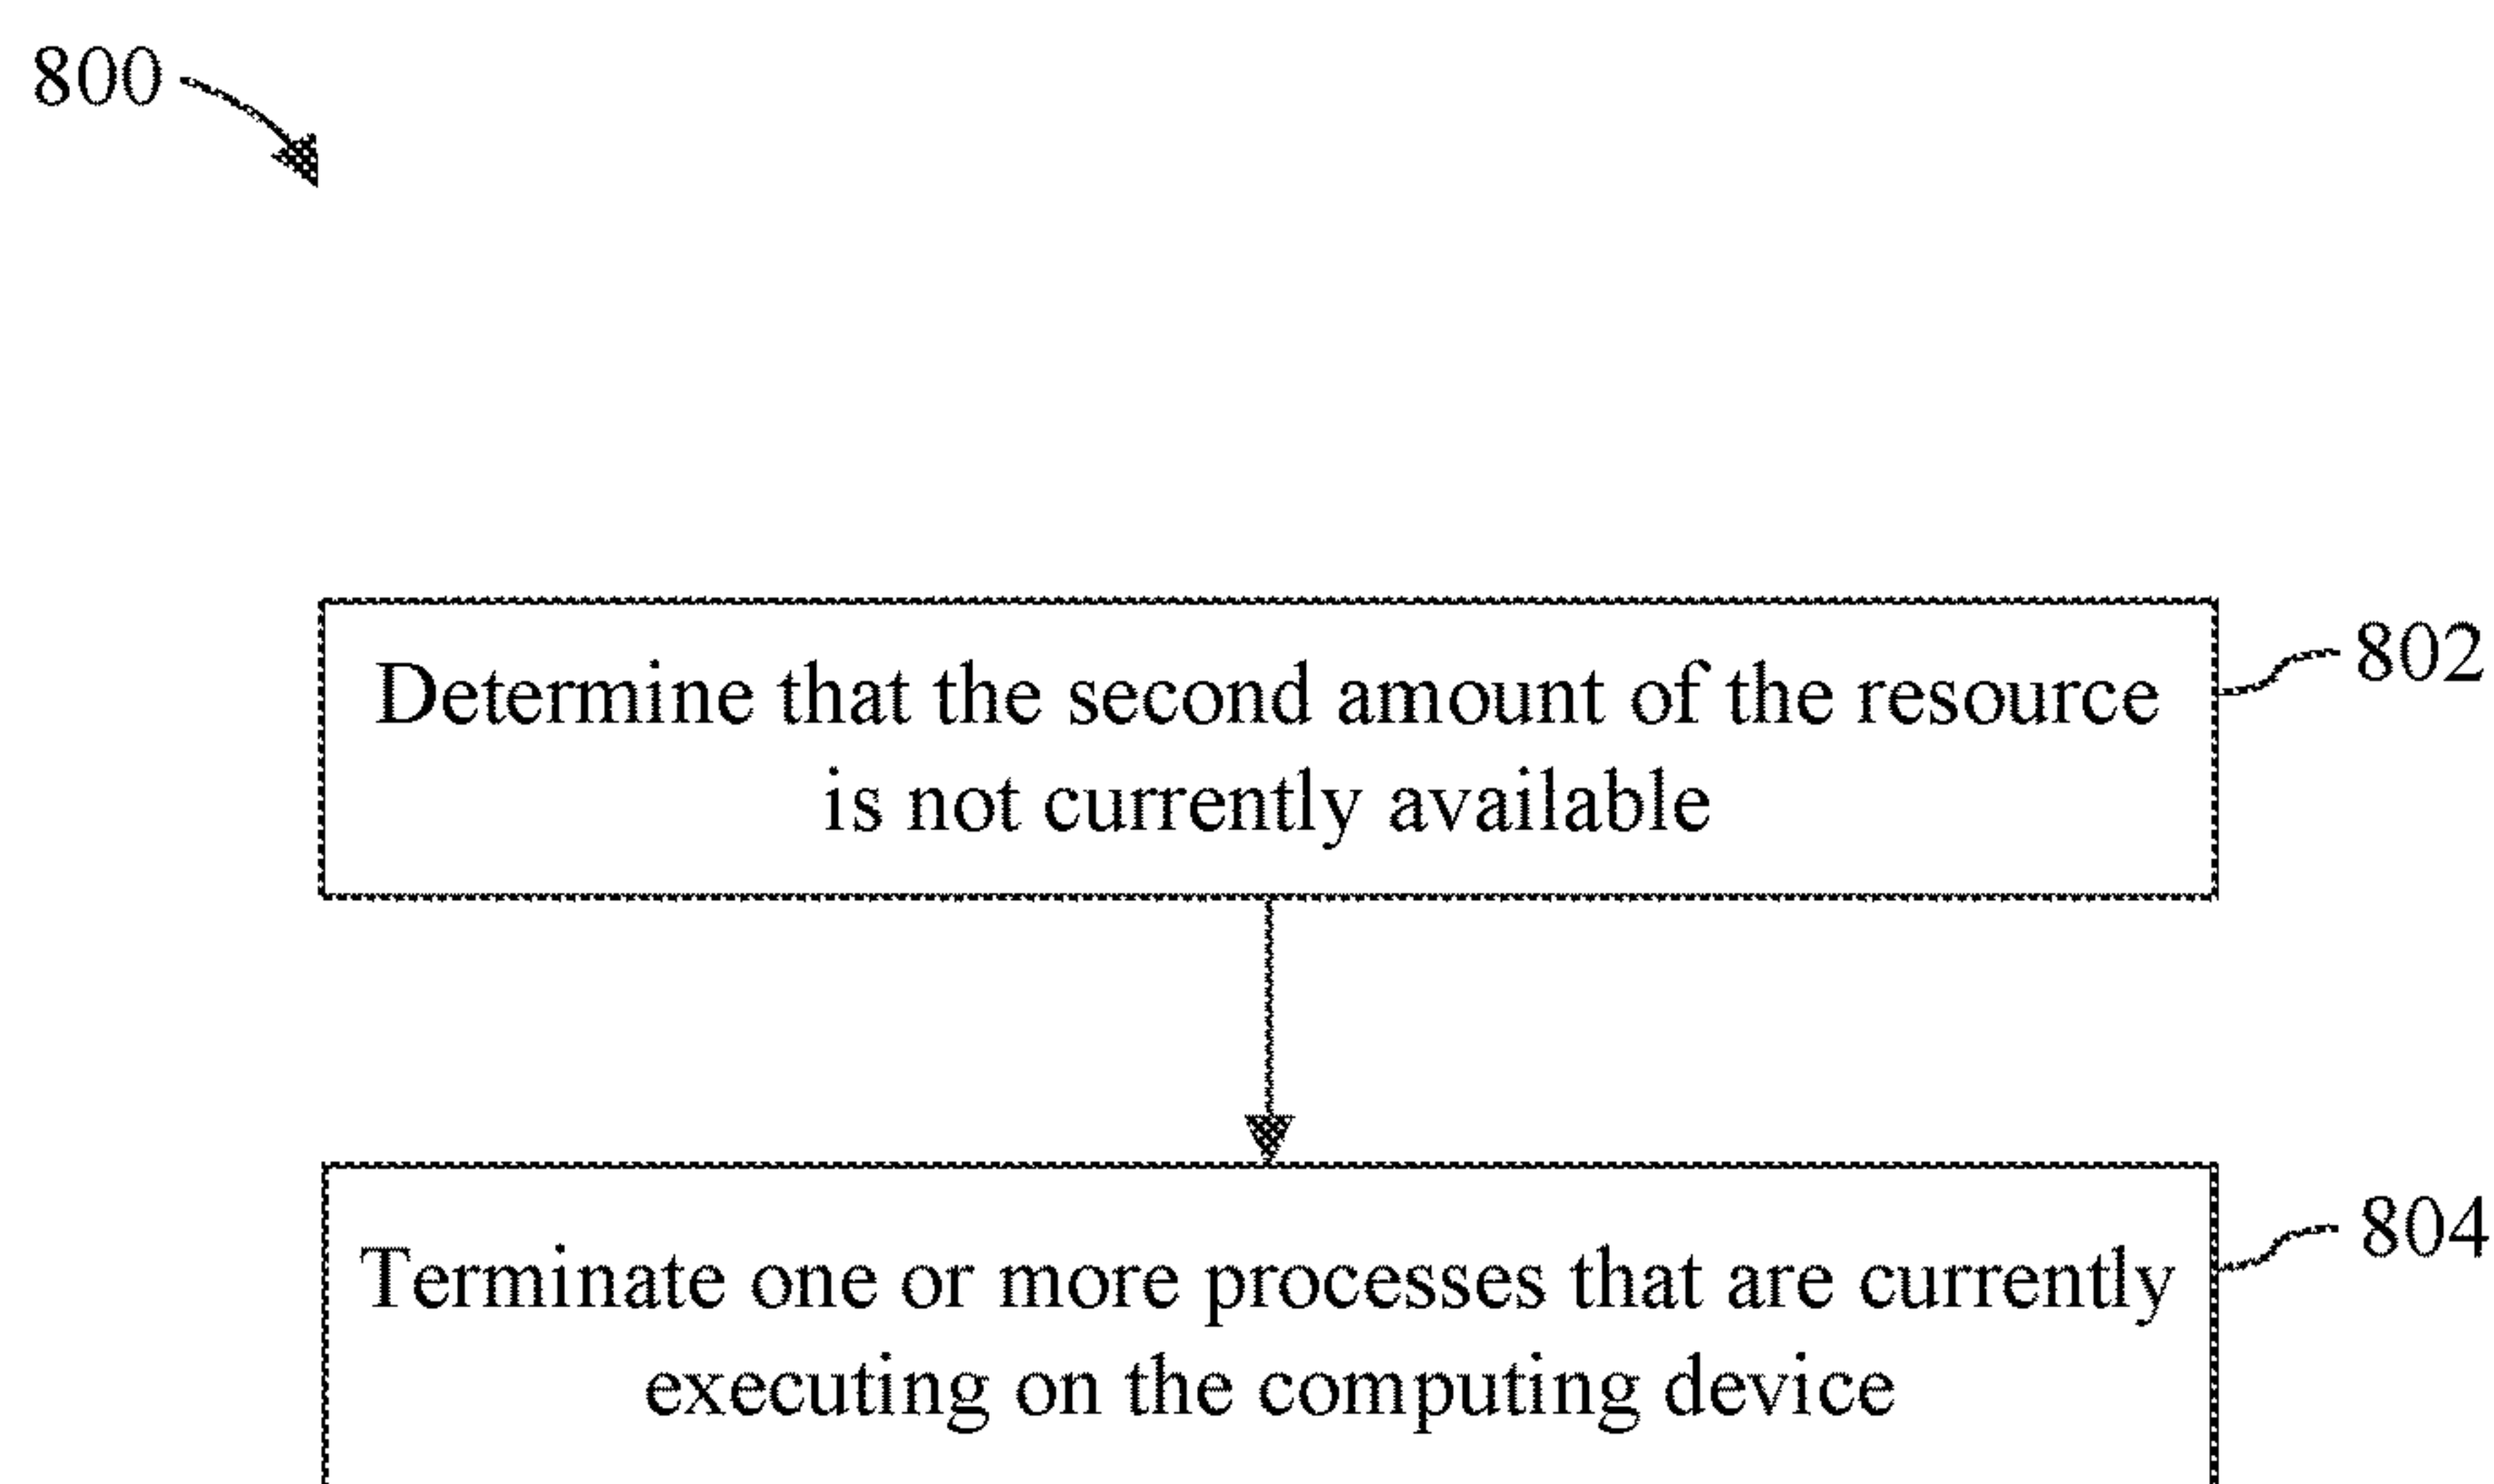 800
Determine that the second amount of the resource
is not currently available
802
Terminate one or more processes that are currently
executing on the computing device
804